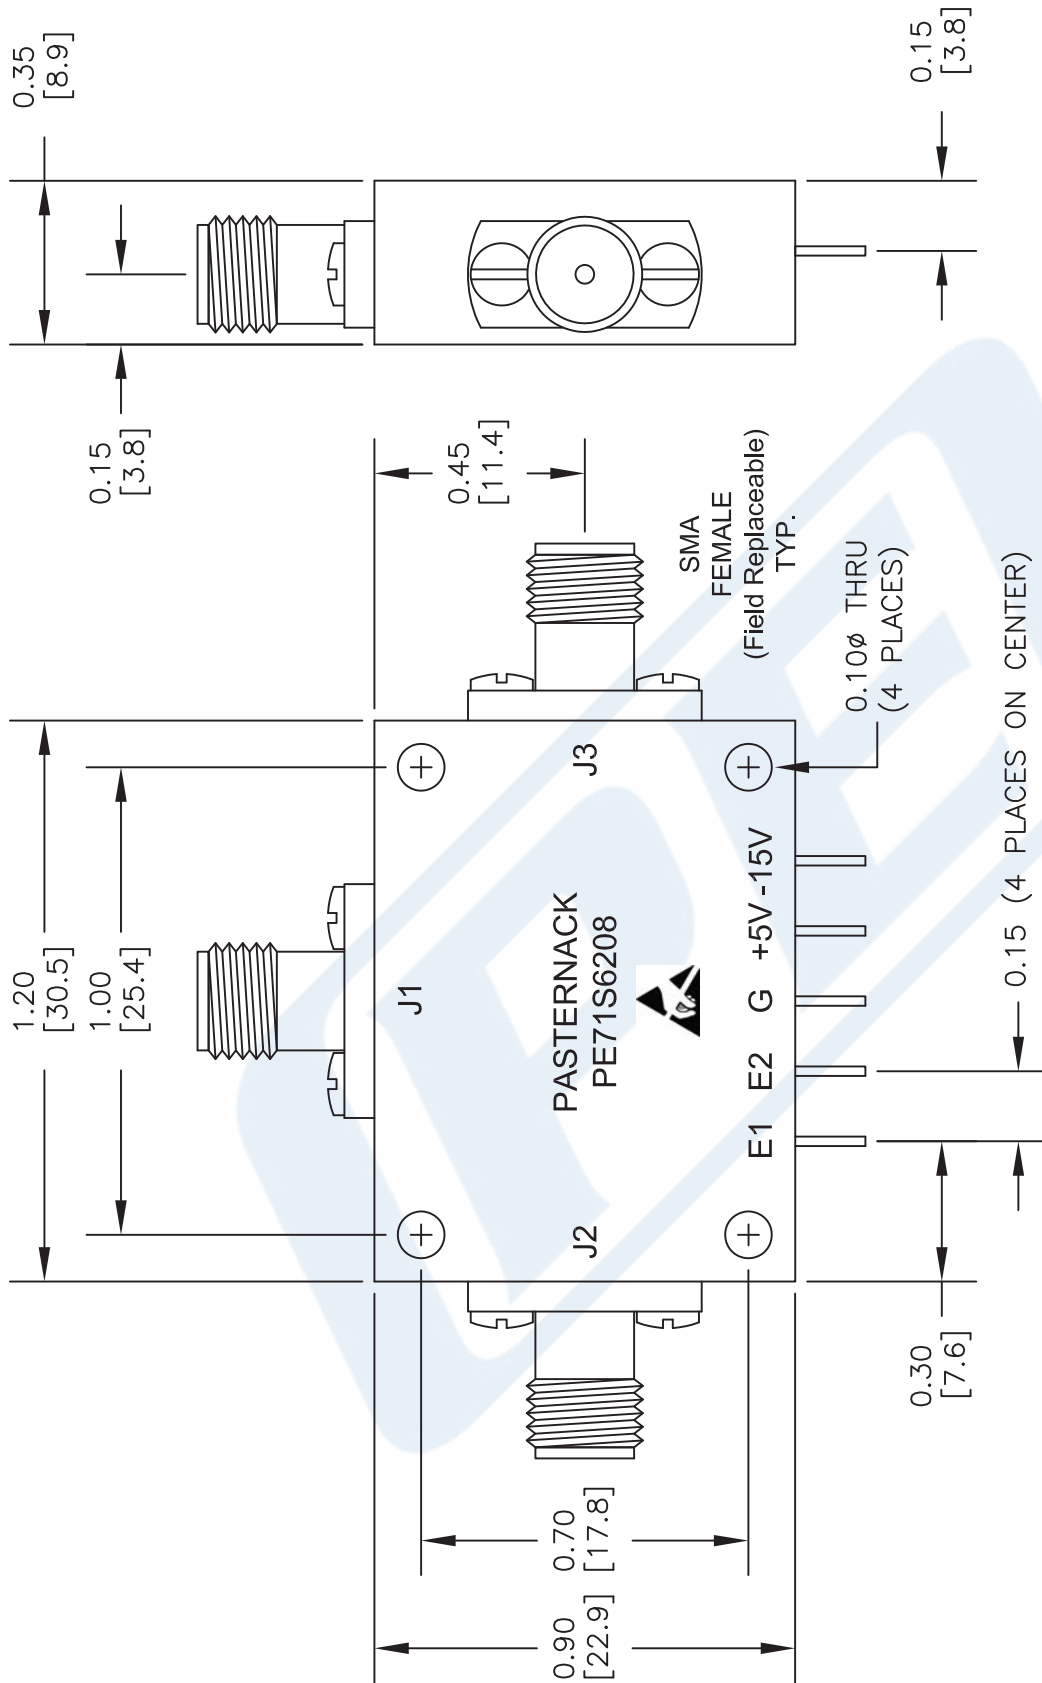 0.35
[8.9]
0.15
[3.8]
0.15
[3.8]
0.45
[11.4]
SMA
FEMALE
(Field Replaceable)
TYP.
0.10ø THRU
(4 PLACES)
0.15 (4 PLACES ON CENTER)
1.20
[30.5]
1.00
[25.4]
J1
J3
J2
PASTERNACK
PE71S6208
E1 E2 G +5V -15V
0.30
[7.6]
0.70
[17.8]
0.90
[22.9]
PE